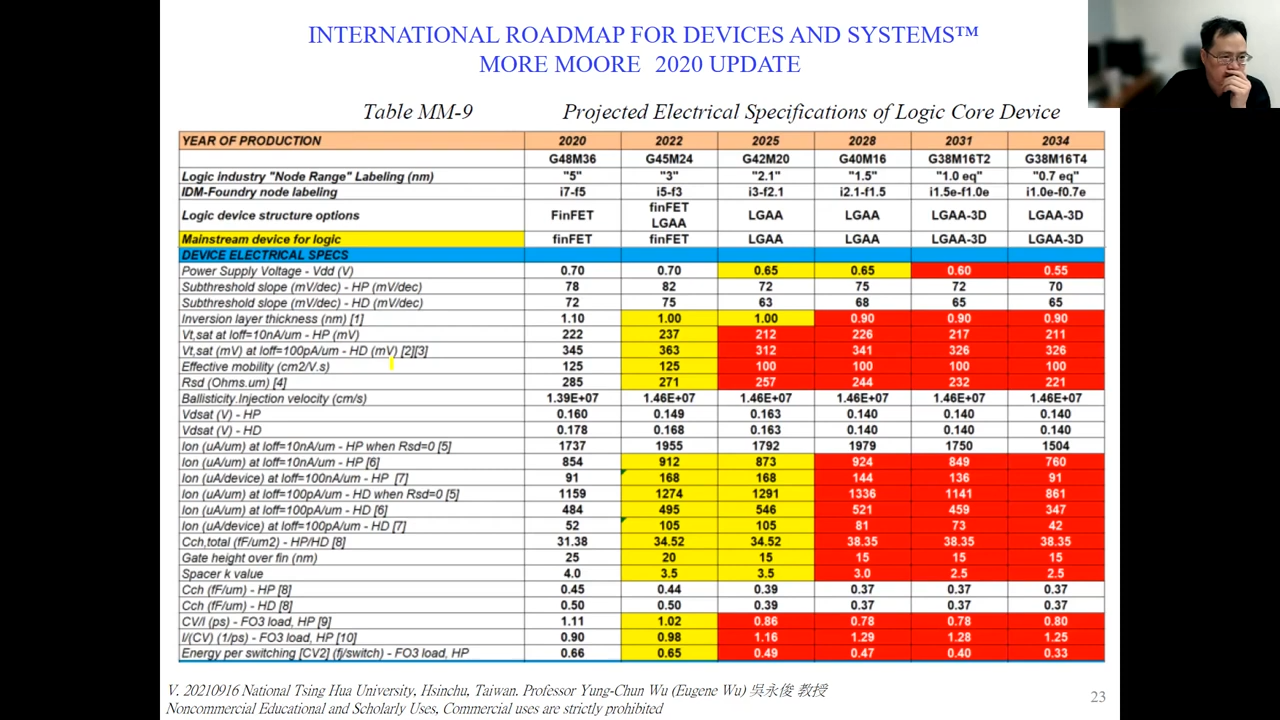 INTERNATIONAL ROADMAP FOR DEVICES AND SYSTEMS™
MORE MOORE 2020 UPDATE
Table MM-9 Projected Electrical Specifications of Logic Core Device
YEAR OF PRODUCTION 2020 2022 2025 2028 2031 2034
G48M36 G45M24 G42M20 G40M16 G38M16T2 G38M16T4
Logic industry "Node Range" Labeling (nm) "5" "3" "2.1" "1.5" "1.0 eq" "0.7 eq"
IDM-Foundry node labeling i7-f5 i5-f3 i3-f2.1 i2.1-f1.5 i1.5e-f1.0e i1.0e-f0.7e
Logic device structure options FinFET finFET LGAA LGAA LGAA LGAA-3D LGAA-3D
Mainstream device for logic finFET finFET LGAA LGAA LGAA-3D LGAA-3D
DEVICE ELECTRICAL SPECS
Power Supply Voltage - Vdd (V) 0.70 0.70 0.65 0.65 0.60 0.55
Subthreshold slope (mV/dec) - HP (mV/dec) 78 82 72 75 72 70
Subthreshold slope (mV/dec) - HD (mV/dec) 72 75 63 68 65 65
Inversion layer thickness (nm) [1] 1.10 1.00 1.00 0.90 0.90 0.90
Vt,sat at Ioff=10nA/um - HP (mV) 222 237 212 226 217 211
Vt,sat (mV) at Ioff=100pA/um - HD (mV) [2][3] 345 363 312 341 326 326
Effective mobility (cm2/V.s) 125 125 100 100 100 100
Rsd (Ohms.um) [4] 285 271 257 244 232 221
Ballisticity.Injection velocity (cm/s) 1.39E+07 1.46E+07 1.46E+07 1.46E+07 1.46E+07 1.46E+07
Vdsat (V) - HP 0.160 0.149 0.163 0.140 0.140 0.140
Vdsat (V) - HD 0.178 0.168 0.163 0.140 0.140 0.140
Ion (uA/um) at Ioff=10nA/um - HP when Rsd=0 [5] 1737 1955 1792 1979 1750 1504
Ion (uA/um) at Ioff=10nA/um - HP [6] 854 912 873 924 849 760
Ion (uA/device) at Ioff=100nA/um - HP [7] 91 168 168 144 136 91
Ion (uA/um) at Ioff=100pA/um - HD when Rsd=0 [5] 1159 1274 1291 1336 1141 861
Ion (uA/um) at Ioff=100pA/um - HD [6] 484 495 546 521 459 347
Ion (uA/device) at Ioff=100pA/um - HD [7] 52 105 105 81 73 42
Cch,total (fF/um2) - HP/HD [8] 31.38 34.52 34.52 38.35 38.35 38.35
Gate height over fin (nm) 25 20 15 15 15 15
Spacer k value 4.0 3.5 3.5 3.0 2.5 2.5
Cch (fF/um) - HP [8] 0.45 0.44 0.39 0.37 0.37 0.37
Cch (fF/um) - HD [8] 0.50 0.50 0.39 0.37 0.37 0.37
CV/I (ps) - FO3 load, HP [9] 1.11 1.02 0.86 0.78 0.78 0.80
I/(CV) (1/ps) - FO3 load, HP [10] 0.90 0.98 1.16 1.29 1.28 1.25
Energy per switching [CV2] (fj/switch) - FO3 load, HP 0.66 0.65 0.49 0.47 0.40 0.33
V. 20210916 National Tsing Hua University, Hsinchu, Taiwan. Professor Yung-Chun Wu (Eugene Wu) 吳永俊 教授
Noncommercial Educational and Scholarly Uses, Commercial uses are strictly prohibited
23